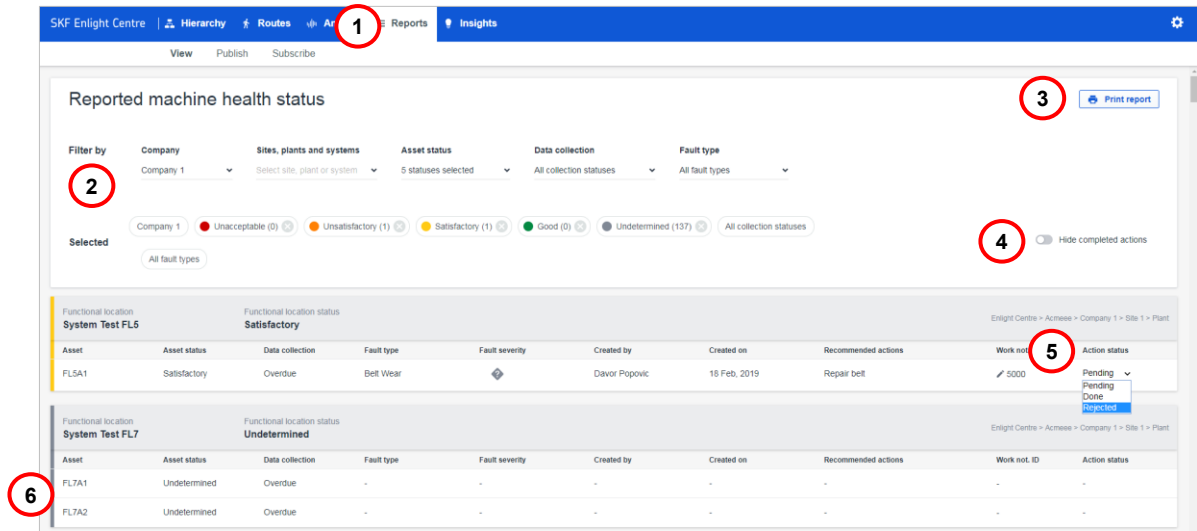 SKF Enlight Centre | Hierarchy Routes 1 Reports Insights
View Publish Subscribe
Reported machine health status
3 Print report
Filter by Company Sites, plants and systems Asset status Data collection Fault type
2 Company 1 Select site, plant or system 5 statuses selected All collection statuses All fault types
Selected Company 1 Unacceptable (0) Unsatisfactory (1) Satisfactory (1) Good (0) Undetermined (137) All collection statuses
4 Hide completed actions
All fault types
Functional location Functional location status
System Test FL5 Satisfactory Enlight Centre > Acmeee > Company 1 > Site 1 > Plant
Asset Asset status Data collection Fault type Fault severity Created by Created on Recommended actions Work not. 5 Action status
FL5A1 Satisfactory Overdue Belt Wear ? Davor Popovic 18 Feb, 2019 Repair belt 5000 Pending
Pending
Done
Rejected
Functional location Functional location status
System Test FL7 Undetermined Enlight Centre > Acmeee > Company 1 > Site 1 > Plant
Asset Asset status Data collection Fault type Fault severity Created by Created on Recommended actions Work not. ID Action status
FL7A1 Undetermined Overdue - - - - - - -
6
FL7A2 Undetermined Overdue - - - - - - -